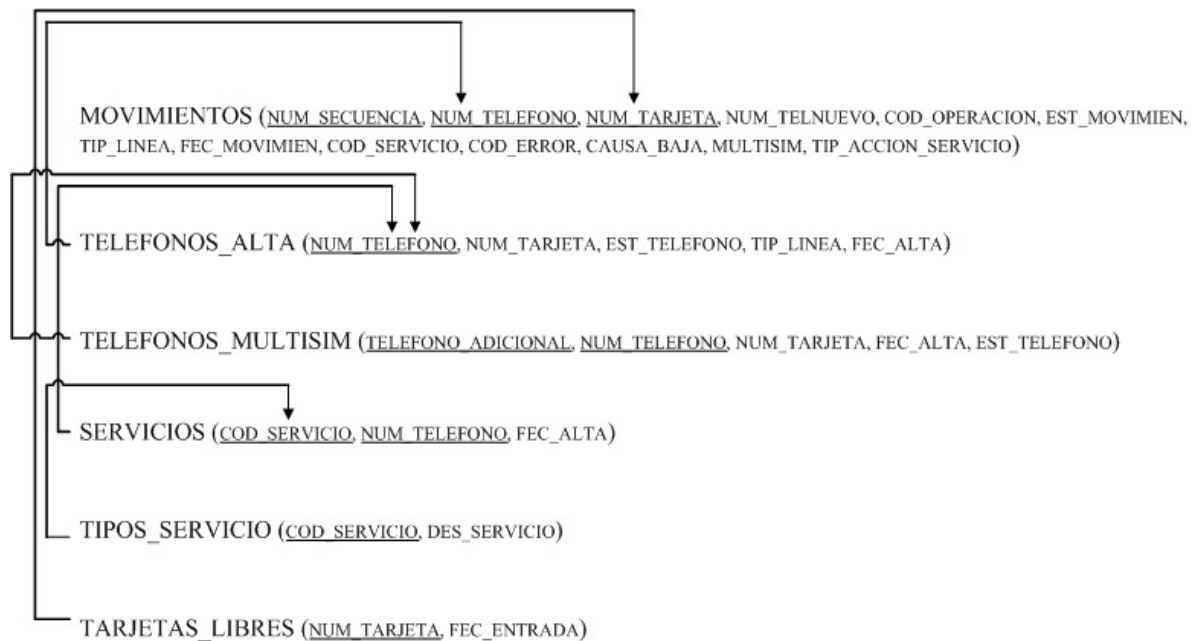 MOVIMIENTOS (NUM_SECUENCIA, NUM_TELEFONO, NUM_TARJETA, NUM_TELNUEVO, COD_OPERACION, EST_MOVIMIEN,
TIP_LINEA, FEC_MOVIMIEN, COD_SERVICIO, COD_ERROR, CAUSA_BAJA, MULTISIM, TIP_ACCION_SERVICIO)
TELEFONOS_ALTA (NUM_TELEFONO, NUM_TARJETA, EST_TELEFONO, TIP_LINEA, FEC_ALTA)
TELEFONOS_MULTISIM (TELEFONO_ADICIONAL, NUM_TELEFONO, NUM_TARJETA, FEC_ALTA, EST_TELEFONO)
SERVICIOS (COD_SERVICIO, NUM_TELEFONO, FEC_ALTA)
TIPOS_SERVICIO (COD_SERVICIO, DES_SERVICIO)
TARJETAS_LIBRES (NUM_TARJETA, FEC_ENTRADA)